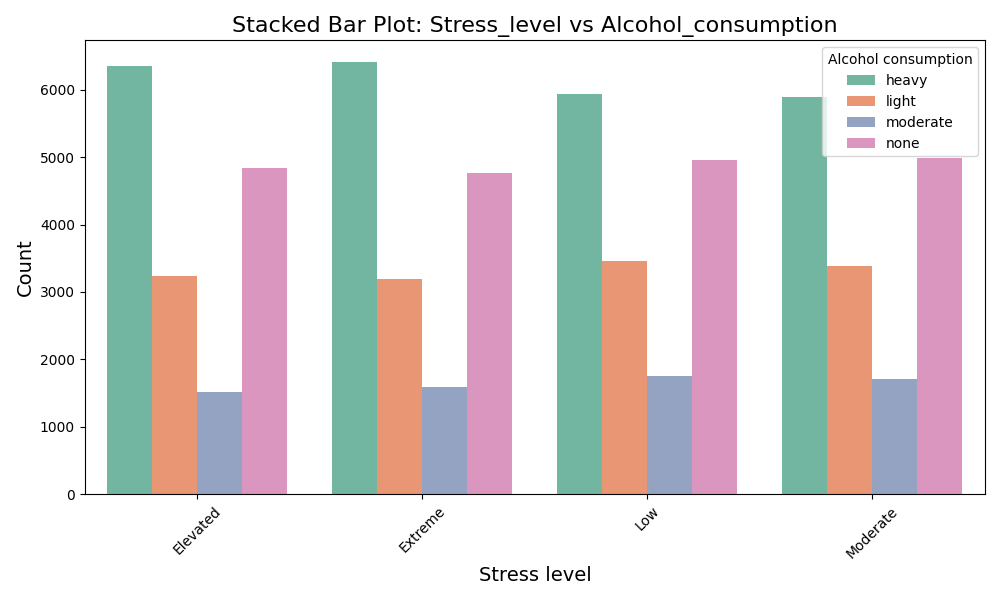 Stacked Bar Plot: Stress_level vs Alcohol_consumption
Alcohol consumption
heavy
light
moderate
none
Count
6000
5000
4000
3000
2000
1000
0
Elevated
Extreme
Low
Moderate
Stress level